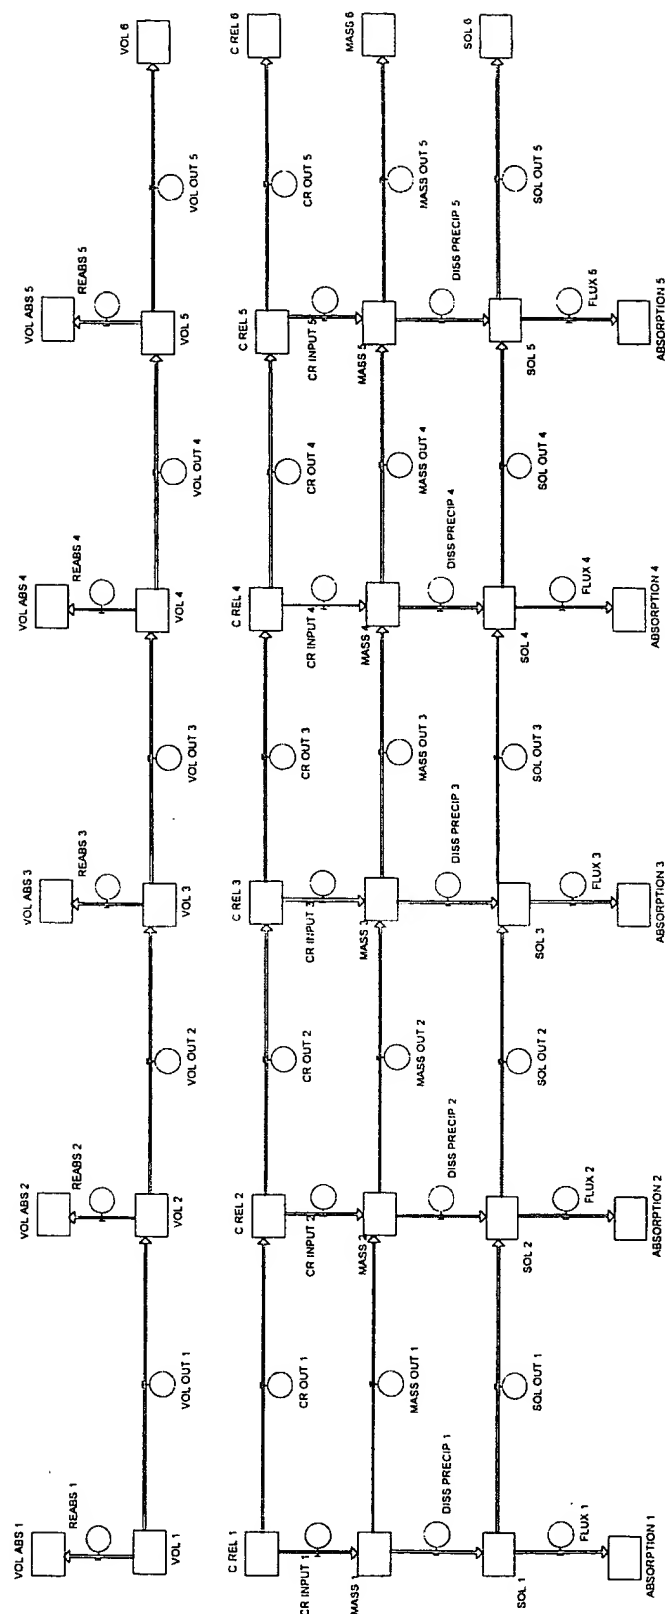 VOL ABS 1
VOL ABS 2
VOL ABS 3
VOL ABS 4
VOL ABS 5
REABS 1
REABS 2
REABS 3
REABS 4
REABS 5
VOL 1
VOL 2
VOL 3
VOL 4
VOL 5
VOL 6
VOL OUT 1
VOL OUT 2
VOL OUT 3
VOL OUT 4
VOL OUT 5
C REL 1
C REL 2
C REL 3
C REL 4
C REL 5
C REL 6
CR OUT 1
CR OUT 2
CR OUT 3
CR OUT 4
CR OUT 5
CR INPUT 1
CR INPUT 2
CR INPUT 3
CR INPUT 4
CR INPUT 5
MASS 1
MASS 2
MASS 3
MASS 4
MASS 5
MASS 6
MASS OUT 1
MASS OUT 2
MASS OUT 3
MASS OUT 4
MASS OUT 5
DISS PRECIP 1
DISS PRECIP 2
DISS PRECIP 3
DISS PRECIP 4
DISS PRECIP 5
SOL 1
SOL 2
SOL 3
SOL 4
SOL 5
SOL 6
SOL OUT 1
SOL OUT 2
SOL OUT 3
SOL OUT 4
SOL OUT 5
FLUX 1
FLUX 2
FLUX 3
FLUX 4
FLUX 5
ABSORPTION 1
ABSORPTION 2
ABSORPTION 3
ABSORPTION 4
ABSORPTION 5